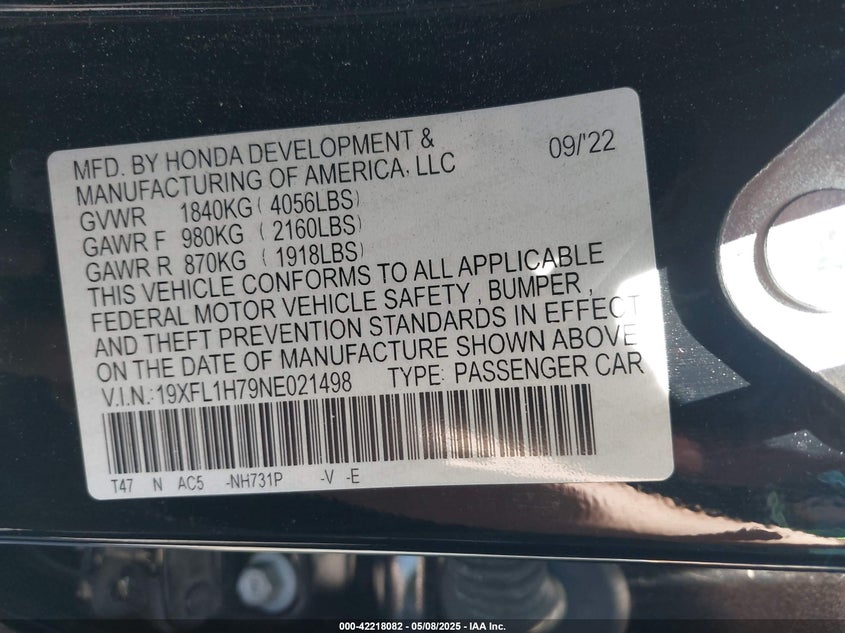 MFD. BY HONDA DEVELOPMENT & 09/'22
MANUFACTURING OF AMERICA, LLC
GVWR 1840KG ( 4056LBS)
GAWR F 980KG ( 2160LBS)
GAWR R 870KG ( 1918LBS)
THIS VEHICLE CONFORMS TO ALL APPLICABLE
FEDERAL MOTOR VEHICLE SAFETY , BUMPER ,
AND THEFT PREVENTION STANDARDS IN EFFECT
ON THE DATE OF MANUFACTURE SHOWN ABOVE
V.I.N.:19XFL1H79NE021498 TYPE: PASSENGER CAR
T47 N AC5 -NH731P -V -E
000-42218082 - 05/08/2025 - IAA Inc.